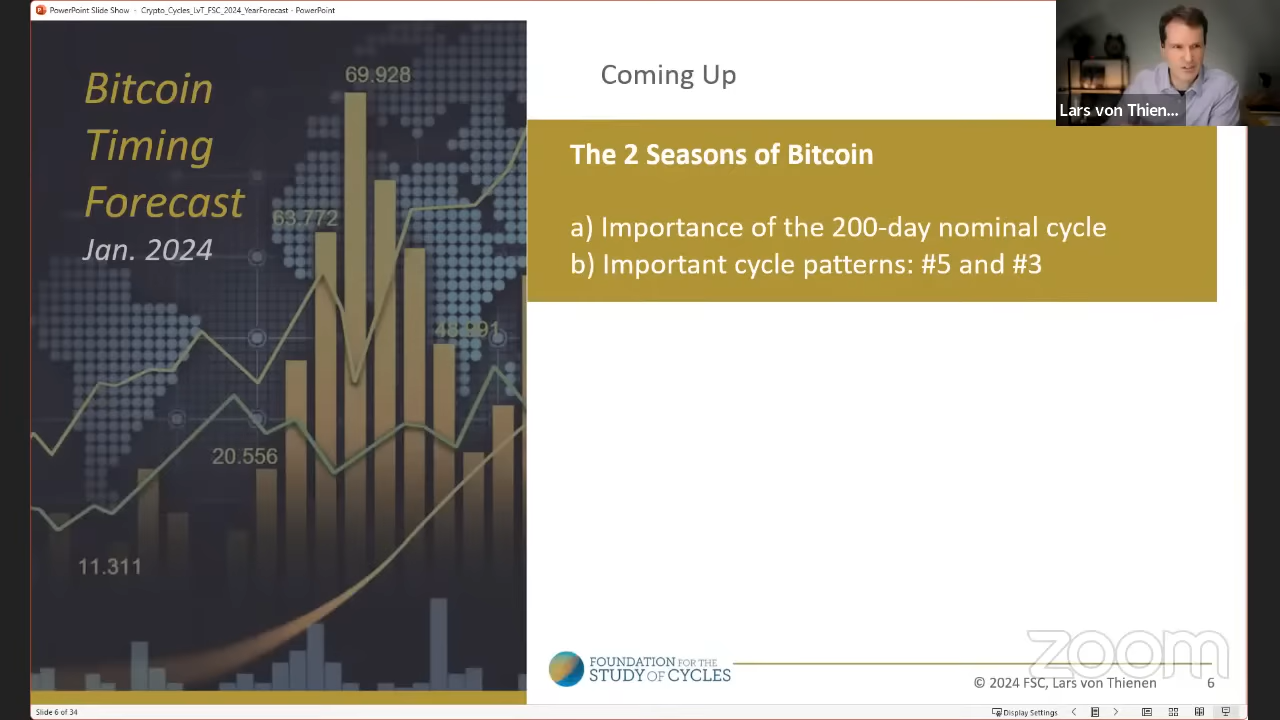 PowerPoint Slide Show - Crypto_Cycles_LvT_FSC_2024_YearForecast - PowerPoint
Bitcoin
Timing
Forecast
Jan. 2024
69.928
63.772
48.991
20.556
11.311
Coming Up
Lars von Thienen...
The 2 Seasons of Bitcoin
a) Importance of the 200-day nominal cycle
b) Important cycle patterns: #5 and #3
FOUNDATION FOR THE
STUDY OF CYCLES
zoom
© 2024 FSC, Lars von Thienen
6
Slide 6 of 34
Display Settings